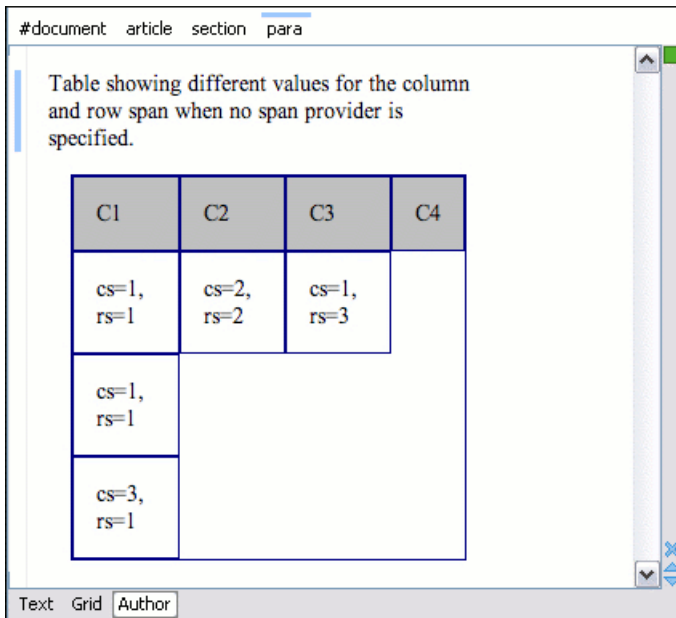 #document article section para
Table showing different values for the column
and row span when no span provider is
specified.
C1 C2 C3 C4
cs=1, cs=2, cs=1,
rs=1 rs=2 rs=3
cs=1,
rs=1
cs=3,
rs=1
Text Grid Author